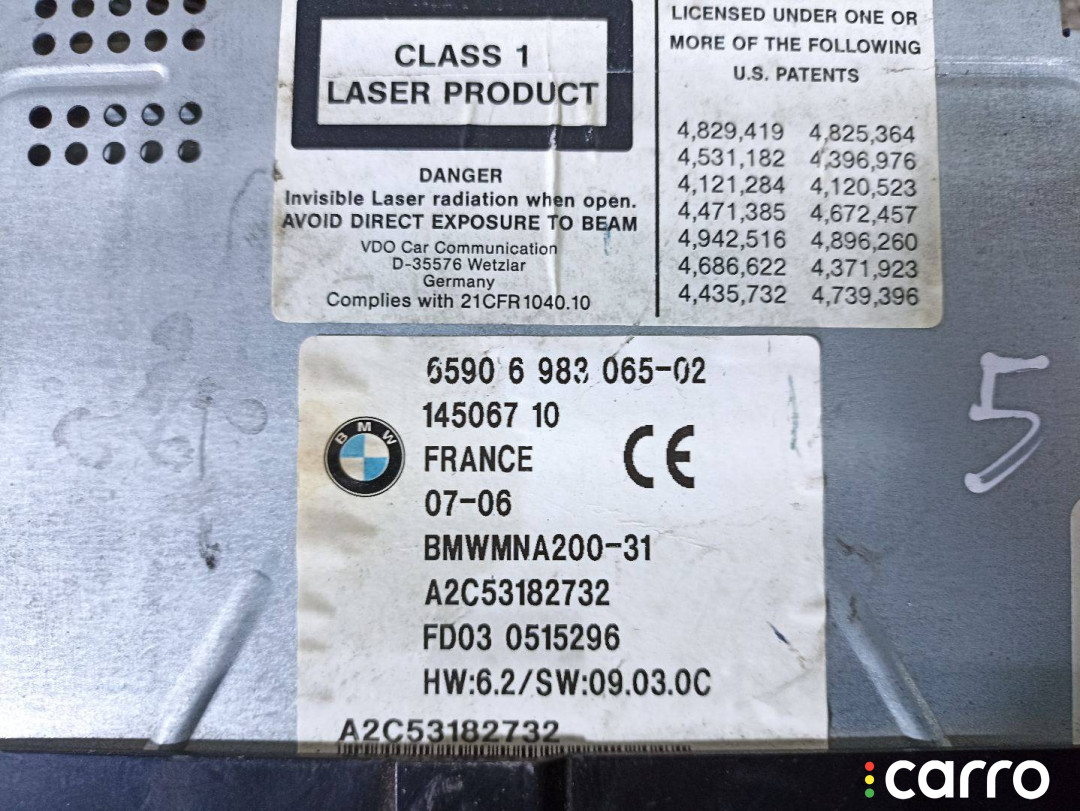 CLASS 1
LASER PRODUCT
DANGER
Invisible Laser radiation when open.
AVOID DIRECT EXPOSURE TO BEAM
VDO Car Communication
D-35576 Wetzlar
Germany
Complies with 21CFR1040.10
LICENSED UNDER ONE OR
MORE OF THE FOLLOWING
U.S. PATENTS
4,829,419 4,825,364
4,531,182 4,396,976
4,121,284 4,120,523
4,471,385 4,672,457
4,942,516 4,896,260
4,686,622 4,371,923
4,435,732 4,739,396
6590 6 983 065-02
145067 10
BMW
FRANCE
CE
07-06
BMWMNA200-31
A2C53182732
FD03 0515296
HW:6.2/SW:09.03.0C
A2C53182732
5
carro